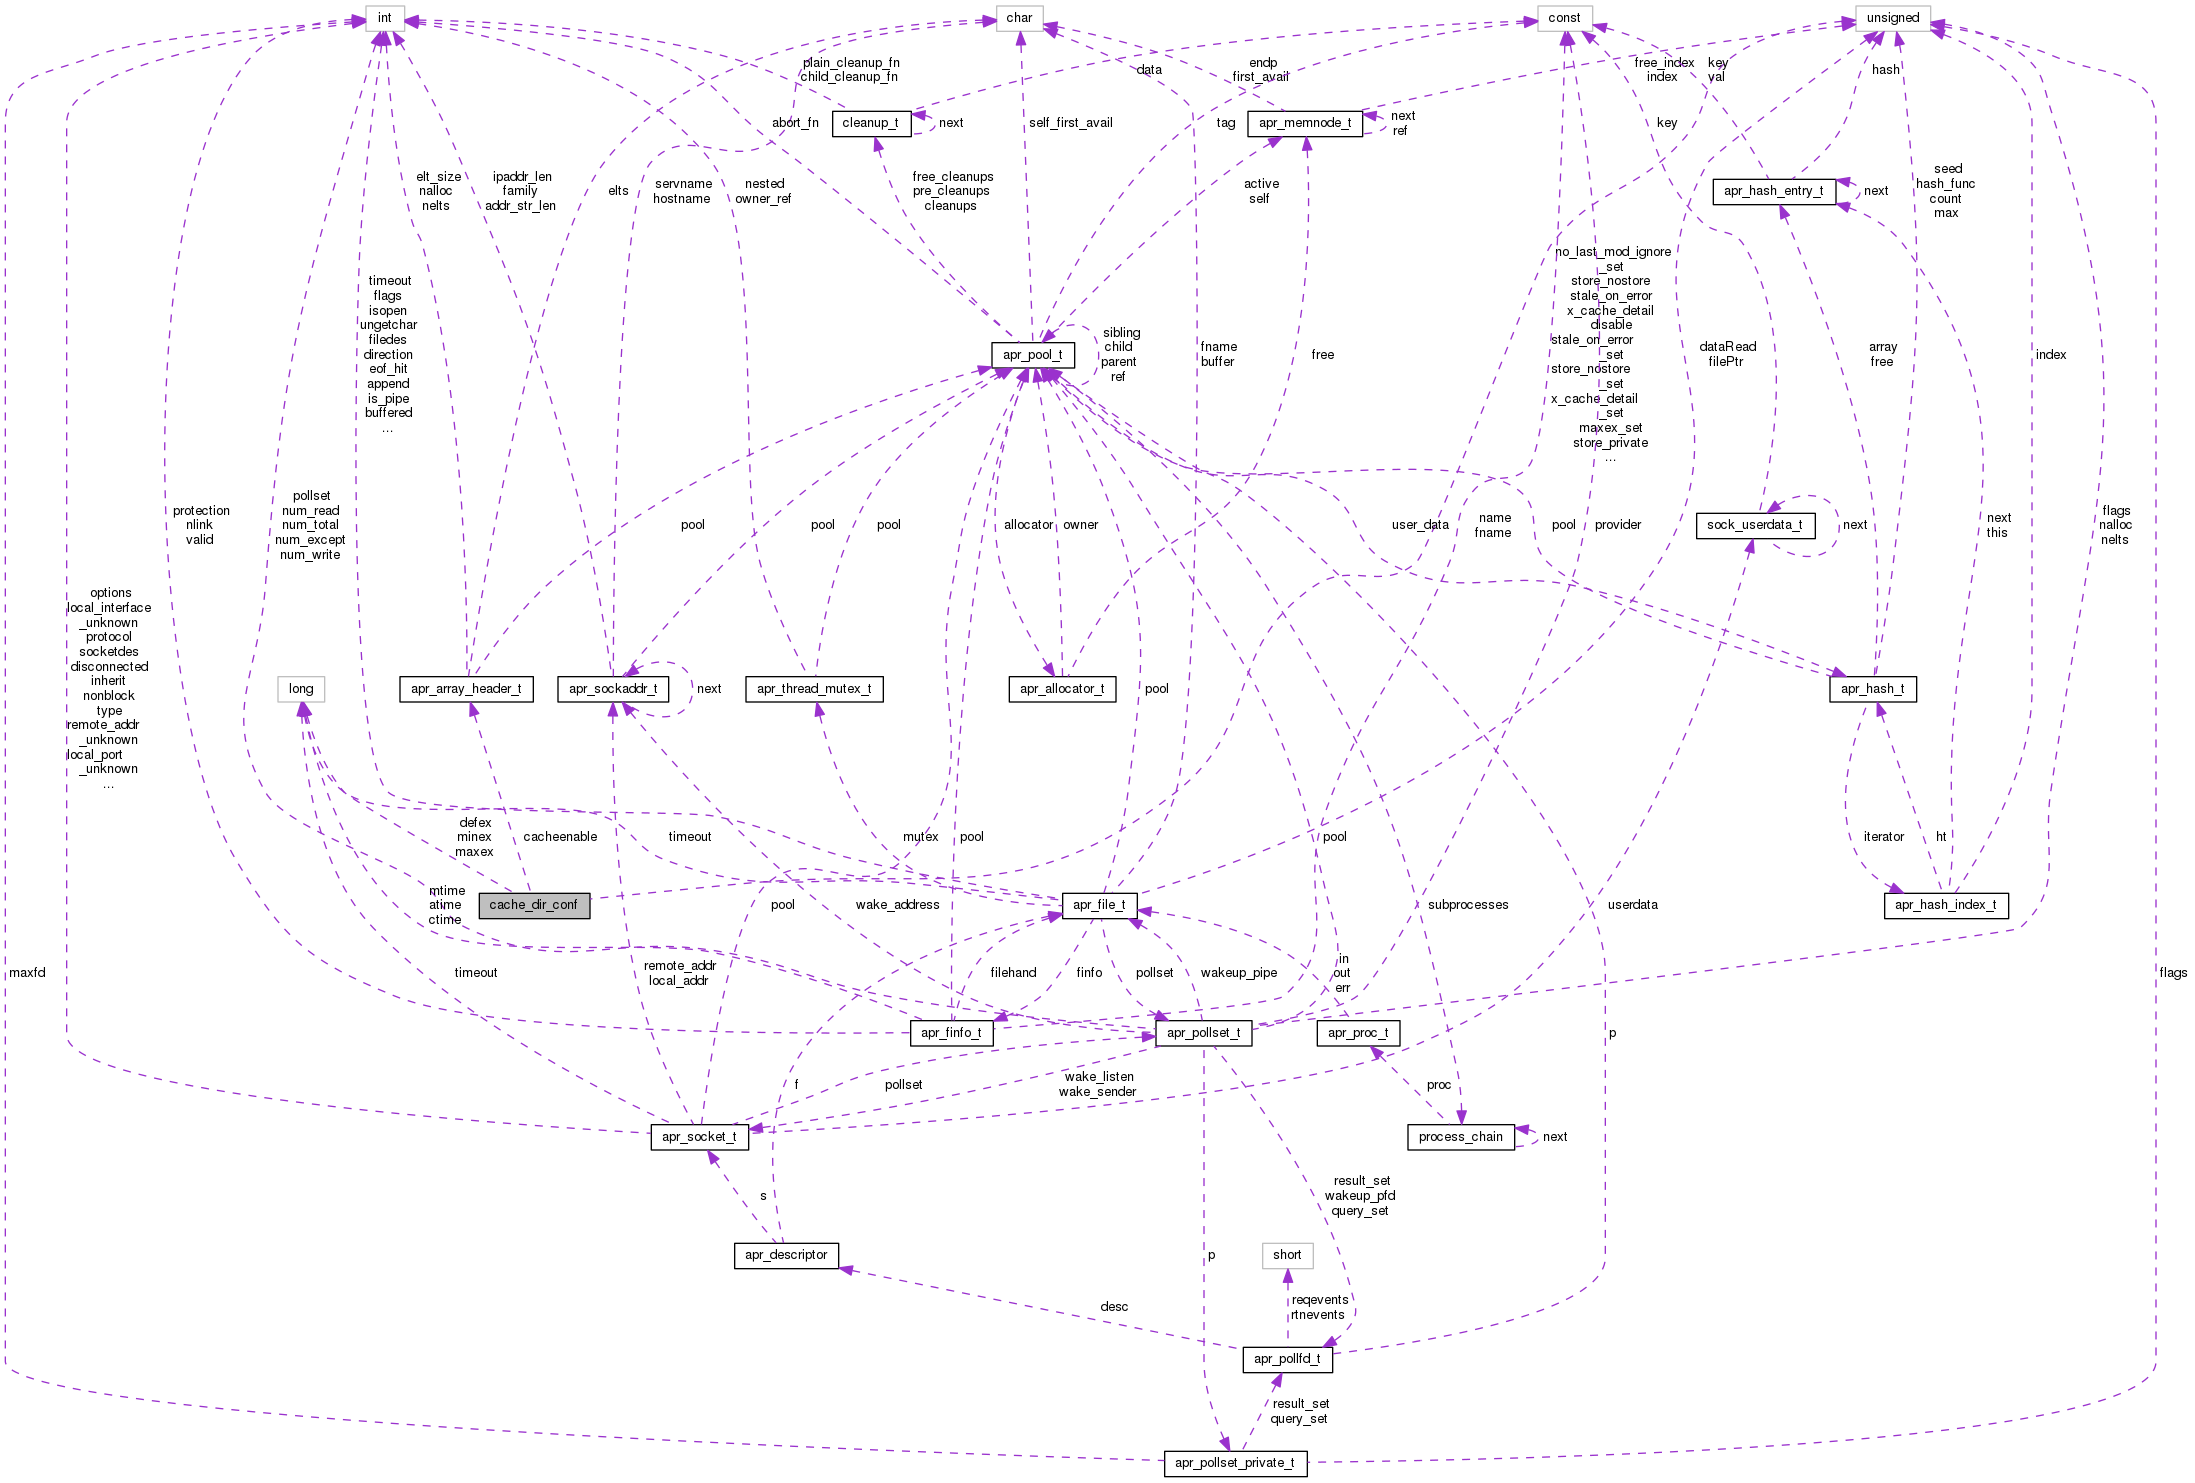 int
char
const
unsigned
plain_cleanup_fn
child_cleanup_fn
data
endp
first_avail
free_index
index
key
val
hash
cleanup_t
next
abort_fn
self_first_avail
tag
apr_memnode_t
next
ref
key
elt_size
nalloc
nelts
ipaddr_len
family
addr_str_len
elts
servname
hostname
nested
owner_ref
free_cleanups
pre_cleanups
cleanups
active
self
apr_hash_entry_t
next
seed
hash_func
count
max
timeout
flags
isopen
ungetchar
filedes
direction
eof_hit
append
is_pipe
buffered
...
apr_pool_t
sibling
child
parent
ref
fname
buffer
free
no_last_mod_ignore
_set
store_nostore
stale_on_error
x_cache_detail
disable
stale_on_error
_set
store_nostore
_set
x_cache_detail
_set
maxex_set
store_private
...
dataRead
filePtr
array
free
index
protection
nlink
valid
pollset
num_read
num_total
num_except
num_write
pool
pool
pool
allocator
owner
user_data
name
fname
pool
provider
sock_userdata_t
next
next
this
flags
nalloc
nelts
options
local_interface
_unknown
protocol
socketdes
disconnected
inherit
nonblock
type
remote_addr
_unknown
local_port
_unknown
...
long
apr_array_header_t
apr_sockaddr_t
next
apr_thread_mutex_t
apr_allocator_t
pool
apr_hash_t
defex
minex
maxex
cacheenable
timeout
mutex
pool
pool
iterator
ht
mtime
atime
ctime
cache_dir_conf
pool
wake_address
apr_file_t
subprocesses
userdata
apr_hash_index_t
maxfd
timeout
remote_addr
local_addr
filehand
finfo
pollset
wakeup_pipe
in
out
err
flags
apr_finfo_t
apr_pollset_t
apr_proc_t
p
f
pollset
wake_listen
wake_sender
proc
apr_socket_t
process_chain
next
s
result_set
wakeup_pfd
query_set
apr_descriptor
p
short
desc
reqevents
rtnevents
apr_pollfd_t
result_set
query_set
apr_pollset_private_t